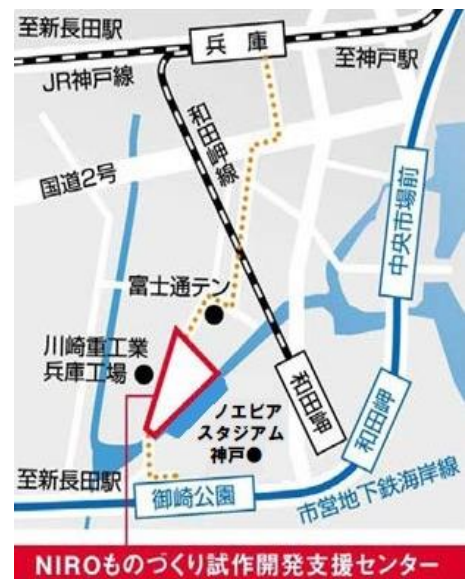 至新長田駅
兵庫
至神戸駅
JR神戸線
和田岬線
国道2号
中央市場前
富士通テン
川崎重工業
兵庫工場
和田岬
ノエビア
スタジアム
神戸
和田岬
至新長田駅
御崎公園
市営地下鉄海岸線
NIROものづくり試作開発支援センター